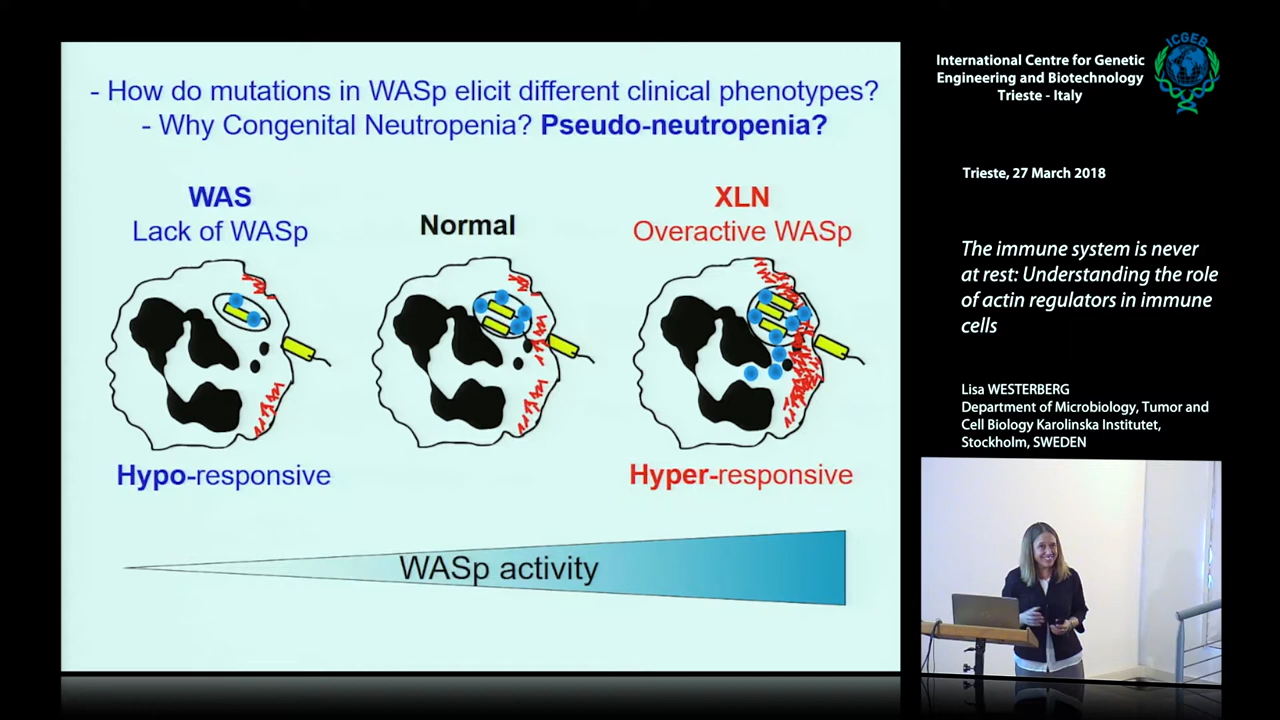 - How do mutations in WASp elicit different clinical phenotypes?
- Why Congenital Neutropenia? Pseudo-neutropenia?
WAS
Lack of WASp
Normal
XLN
Overactive WASp
Hypo-responsive
Hyper-responsive
WASp activity
International Centre for Genetic
Engineering and Biotechnology
Trieste - Italy
ICGEB
Trieste, 27 March 2018
The immune system is never
at rest: Understanding the role
of actin regulators in immune
cells
Lisa WESTERBERG
Department of Microbiology, Tumor and
Cell Biology Karolinska Institutet,
Stockholm, SWEDEN